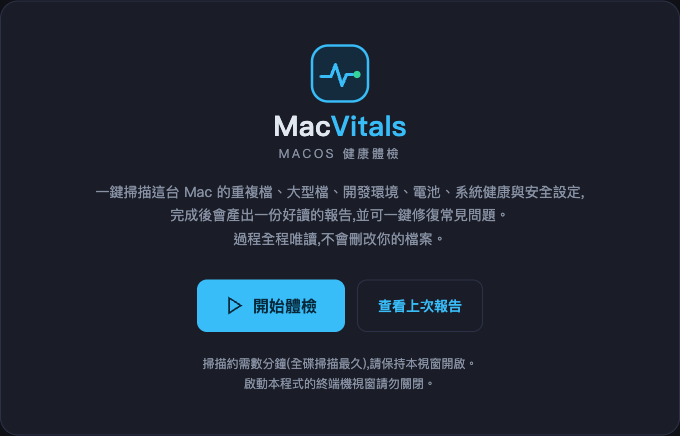 MacVitals
MACOS 健康體檢
一鍵掃描這台 Mac 的重複檔、大型檔、開發環境、電池、系統健康與安全設定,
完成後會產出一份好讀的報告,並可一鍵修復常見問題。
過程全程唯讀,不會刪改你的檔案。
開始體檢
查看上次報告
掃描約需數分鐘(全碟掃描最久),請保持本視窗開啟。
啟動本程式的終端機視窗請勿關閉。